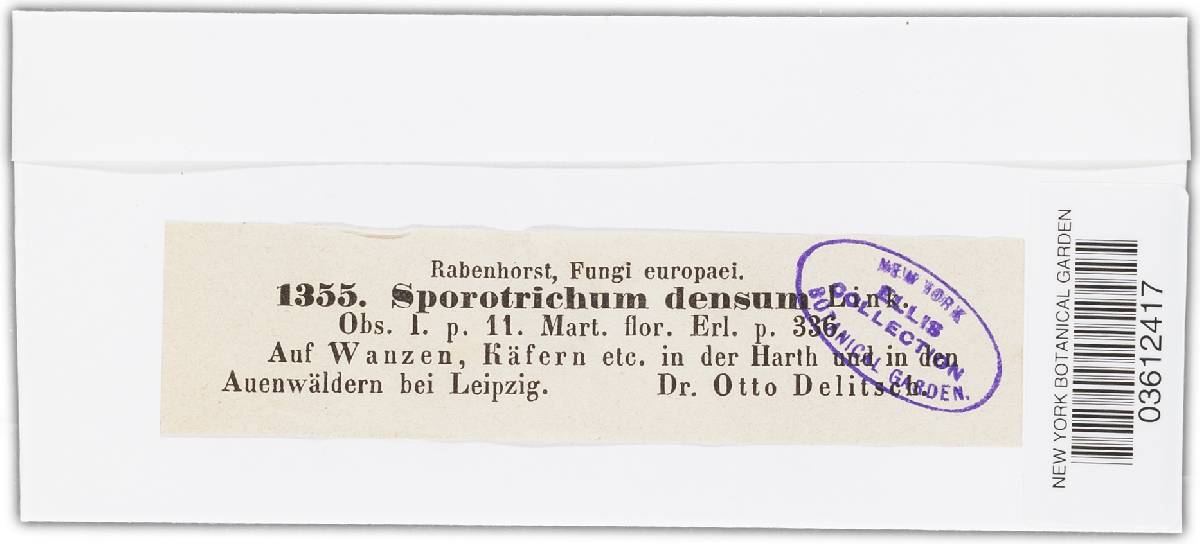 Rabenhorst, Fungi europaei.
1355. Sporotrichum densum Link.
Obs. I. p. 11. Mart. flor. Erl. p. 336.
Auf Wanzen, Käfern etc. in der Harth und in den
Auenwäldern bei Leipzig. Dr. Otto Delitsch.
NEW YORK
ELLIS
COLLECTION
BOTANICAL GARDEN.
NEW YORK BOTANICAL GARDEN
03612417